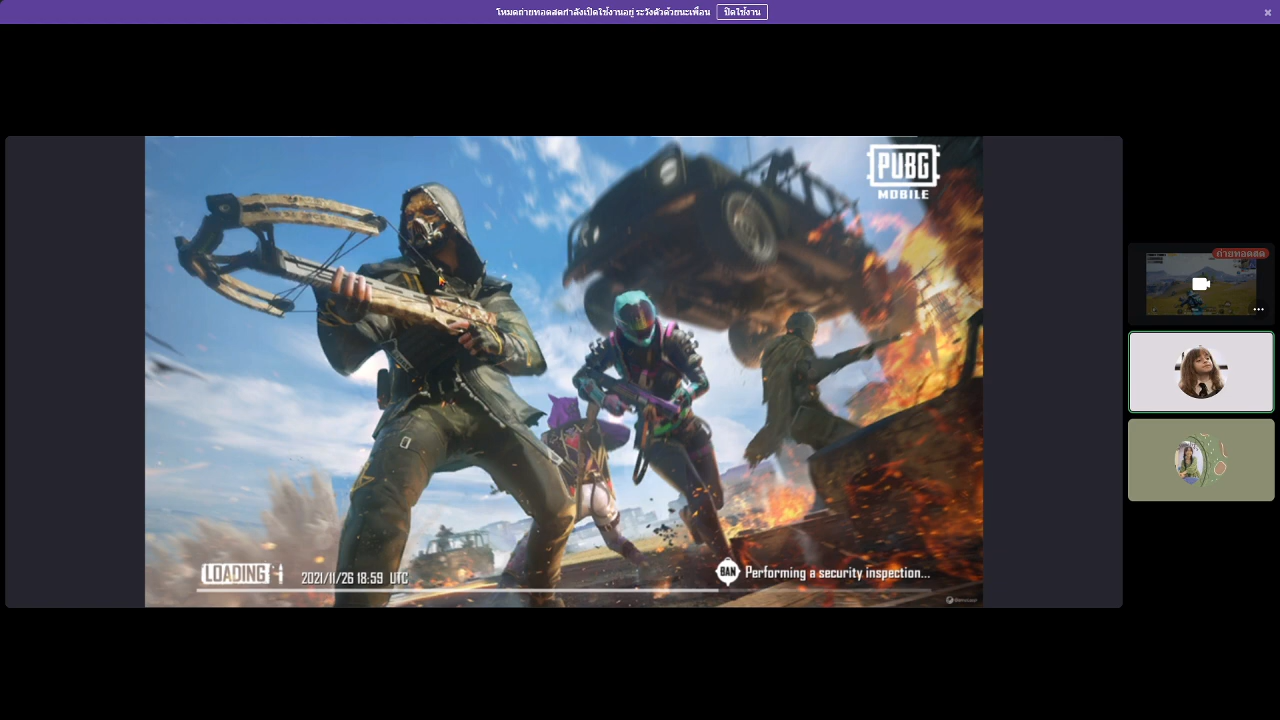 โหมดถ่ายทอดสดกำลังเปิดใช้งานอยู่ ระวังตัวด้วยนะเพื่อน ปิดใช้งาน
PUBG
MOBILE
ถ่ายทอดสด
LOADING 2021/11/26 18:59 UTC BAN Performing a security inspection...